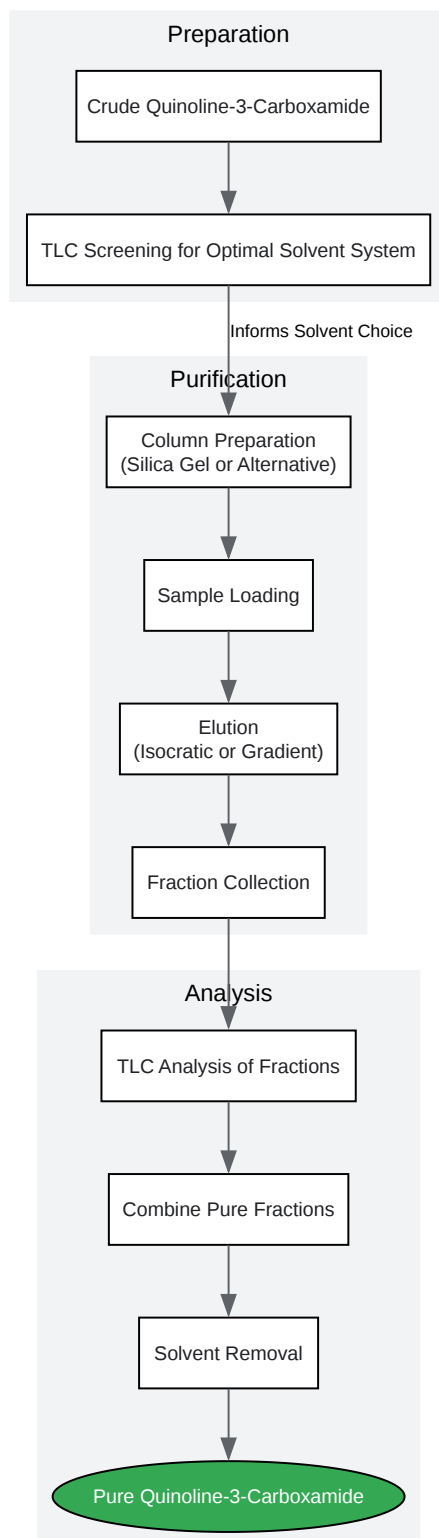 Preparation
Crude Quinoline-3-Carboxamide
TLC Screening for Optimal Solvent System
Informs Solvent Choice
Purification
Column Preparation
(Silica Gel or Alternative)
Sample Loading
Elution
(Isocratic or Gradient)
Fraction Collection
Analysis
TLC Analysis of Fractions
Combine Pure Fractions
Solvent Removal
Pure Quinoline-3-Carboxamide